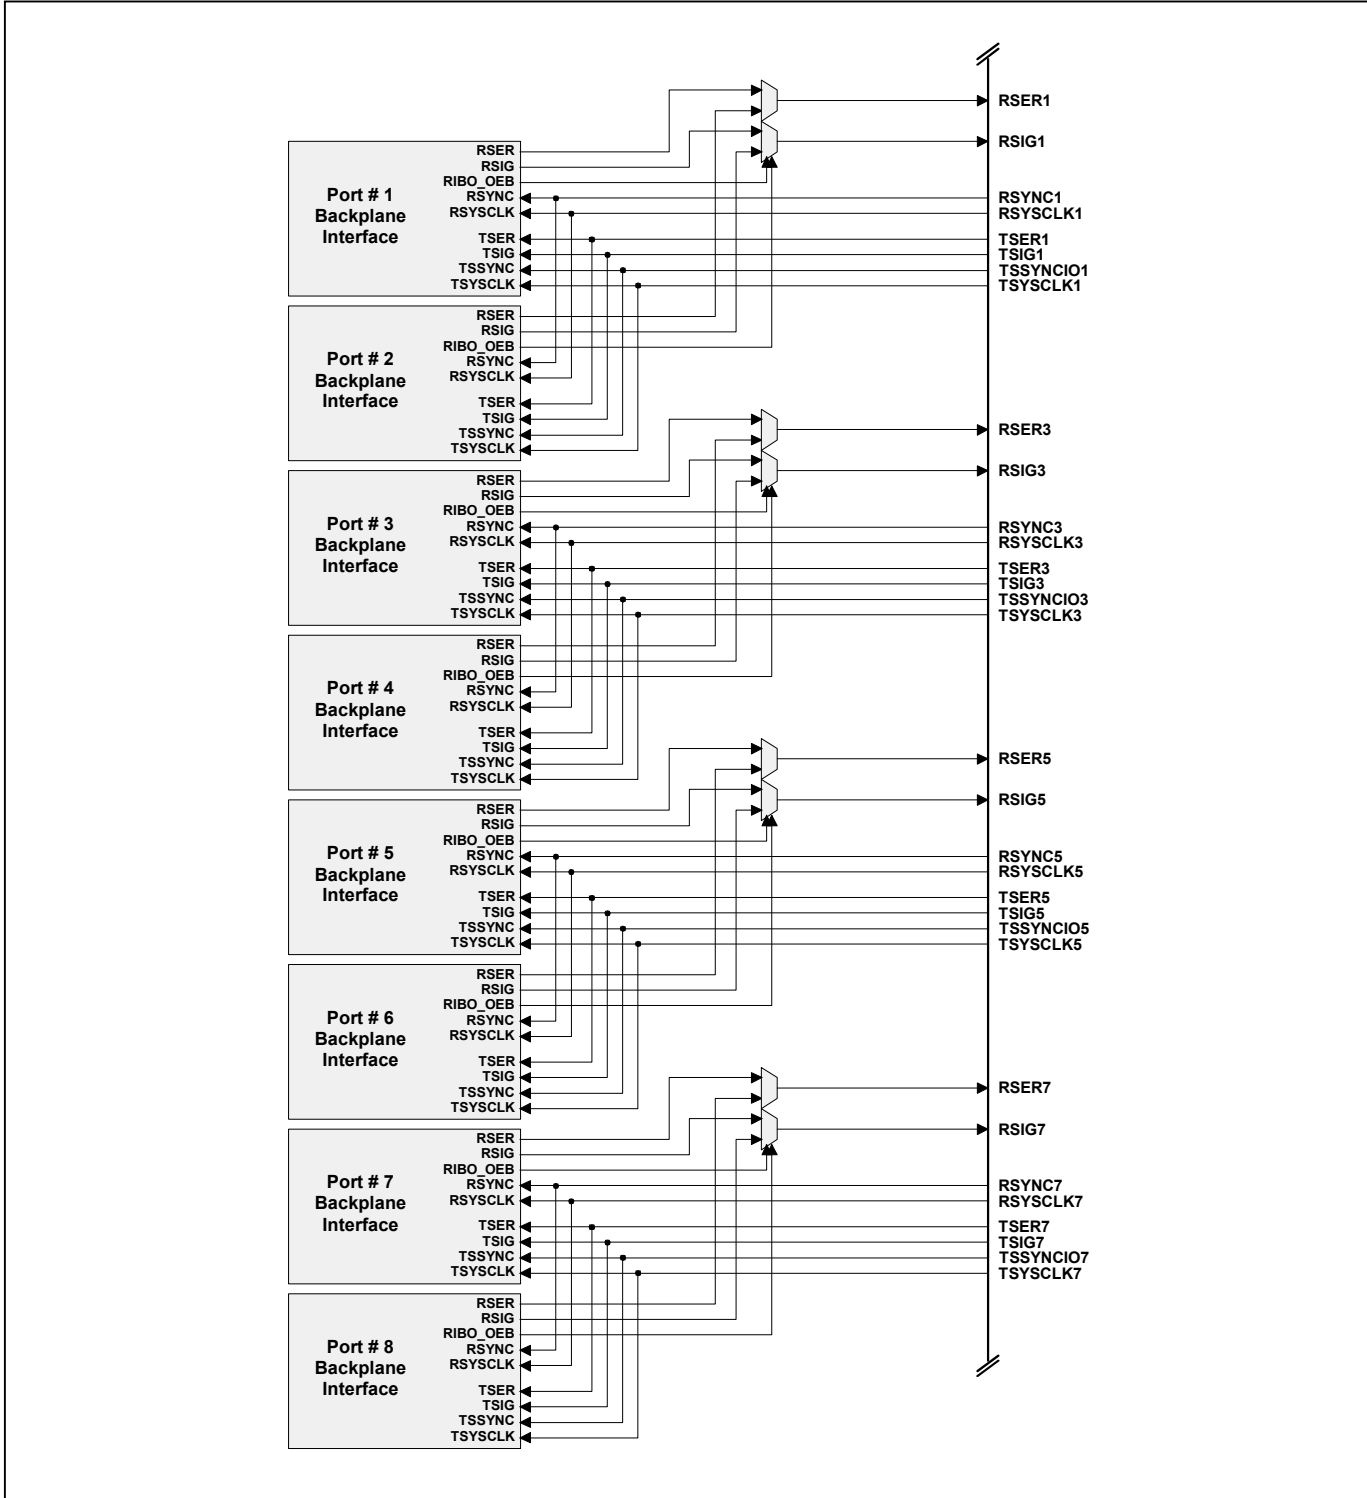 RSER1
RSIG1
RSER
RSIG
RIBO_OEB
RSYNC
RSYSCLK
TSER
TSIG
TSSYNC
TSYSCLK
Port # 1
Backplane
Interface
RSYNC1
RSYSCLK1
TSER1
TSIG1
TSSYNCIO1
TSYSCLK1
RSER
RSIG
RIBO_OEB
RSYNC
RSYSCLK
TSER
TSIG
TSSYNC
TSYSCLK
Port # 2
Backplane
Interface
RSER3
RSIG3
RSER
RSIG
RIBO_OEB
RSYNC
RSYSCLK
TSER
TSIG
TSSYNC
TSYSCLK
Port # 3
Backplane
Interface
RSYNC3
RSYSCLK3
TSER3
TSIG3
TSSYNCIO3
TSYSCLK3
RSER
RSIG
RIBO_OEB
RSYNC
RSYSCLK
TSER
TSIG
TSSYNC
TSYSCLK
Port # 4
Backplane
Interface
RSER5
RSIG5
RSER
RSIG
RIBO_OEB
RSYNC
RSYSCLK
TSER
TSIG
TSSYNC
TSYSCLK
Port # 5
Backplane
Interface
RSYNC5
RSYSCLK5
TSER5
TSIG5
TSSYNCIO5
TSYSCLK5
RSER
RSIG
RIBO_OEB
RSYNC
RSYSCLK
TSER
TSIG
TSSYNC
TSYSCLK
Port # 6
Backplane
Interface
RSER7
RSIG7
RSER
RSIG
RIBO_OEB
RSYNC
RSYSCLK
TSER
TSIG
TSSYNC
TSYSCLK
Port # 7
Backplane
Interface
RSYNC7
RSYSCLK7
TSER7
TSIG7
TSSYNCIO7
TSYSCLK7
RSER
RSIG
RIBO_OEB
RSYNC
RSYSCLK
TSER
TSIG
TSSYNC
TSYSCLK
Port # 8
Backplane
Interface